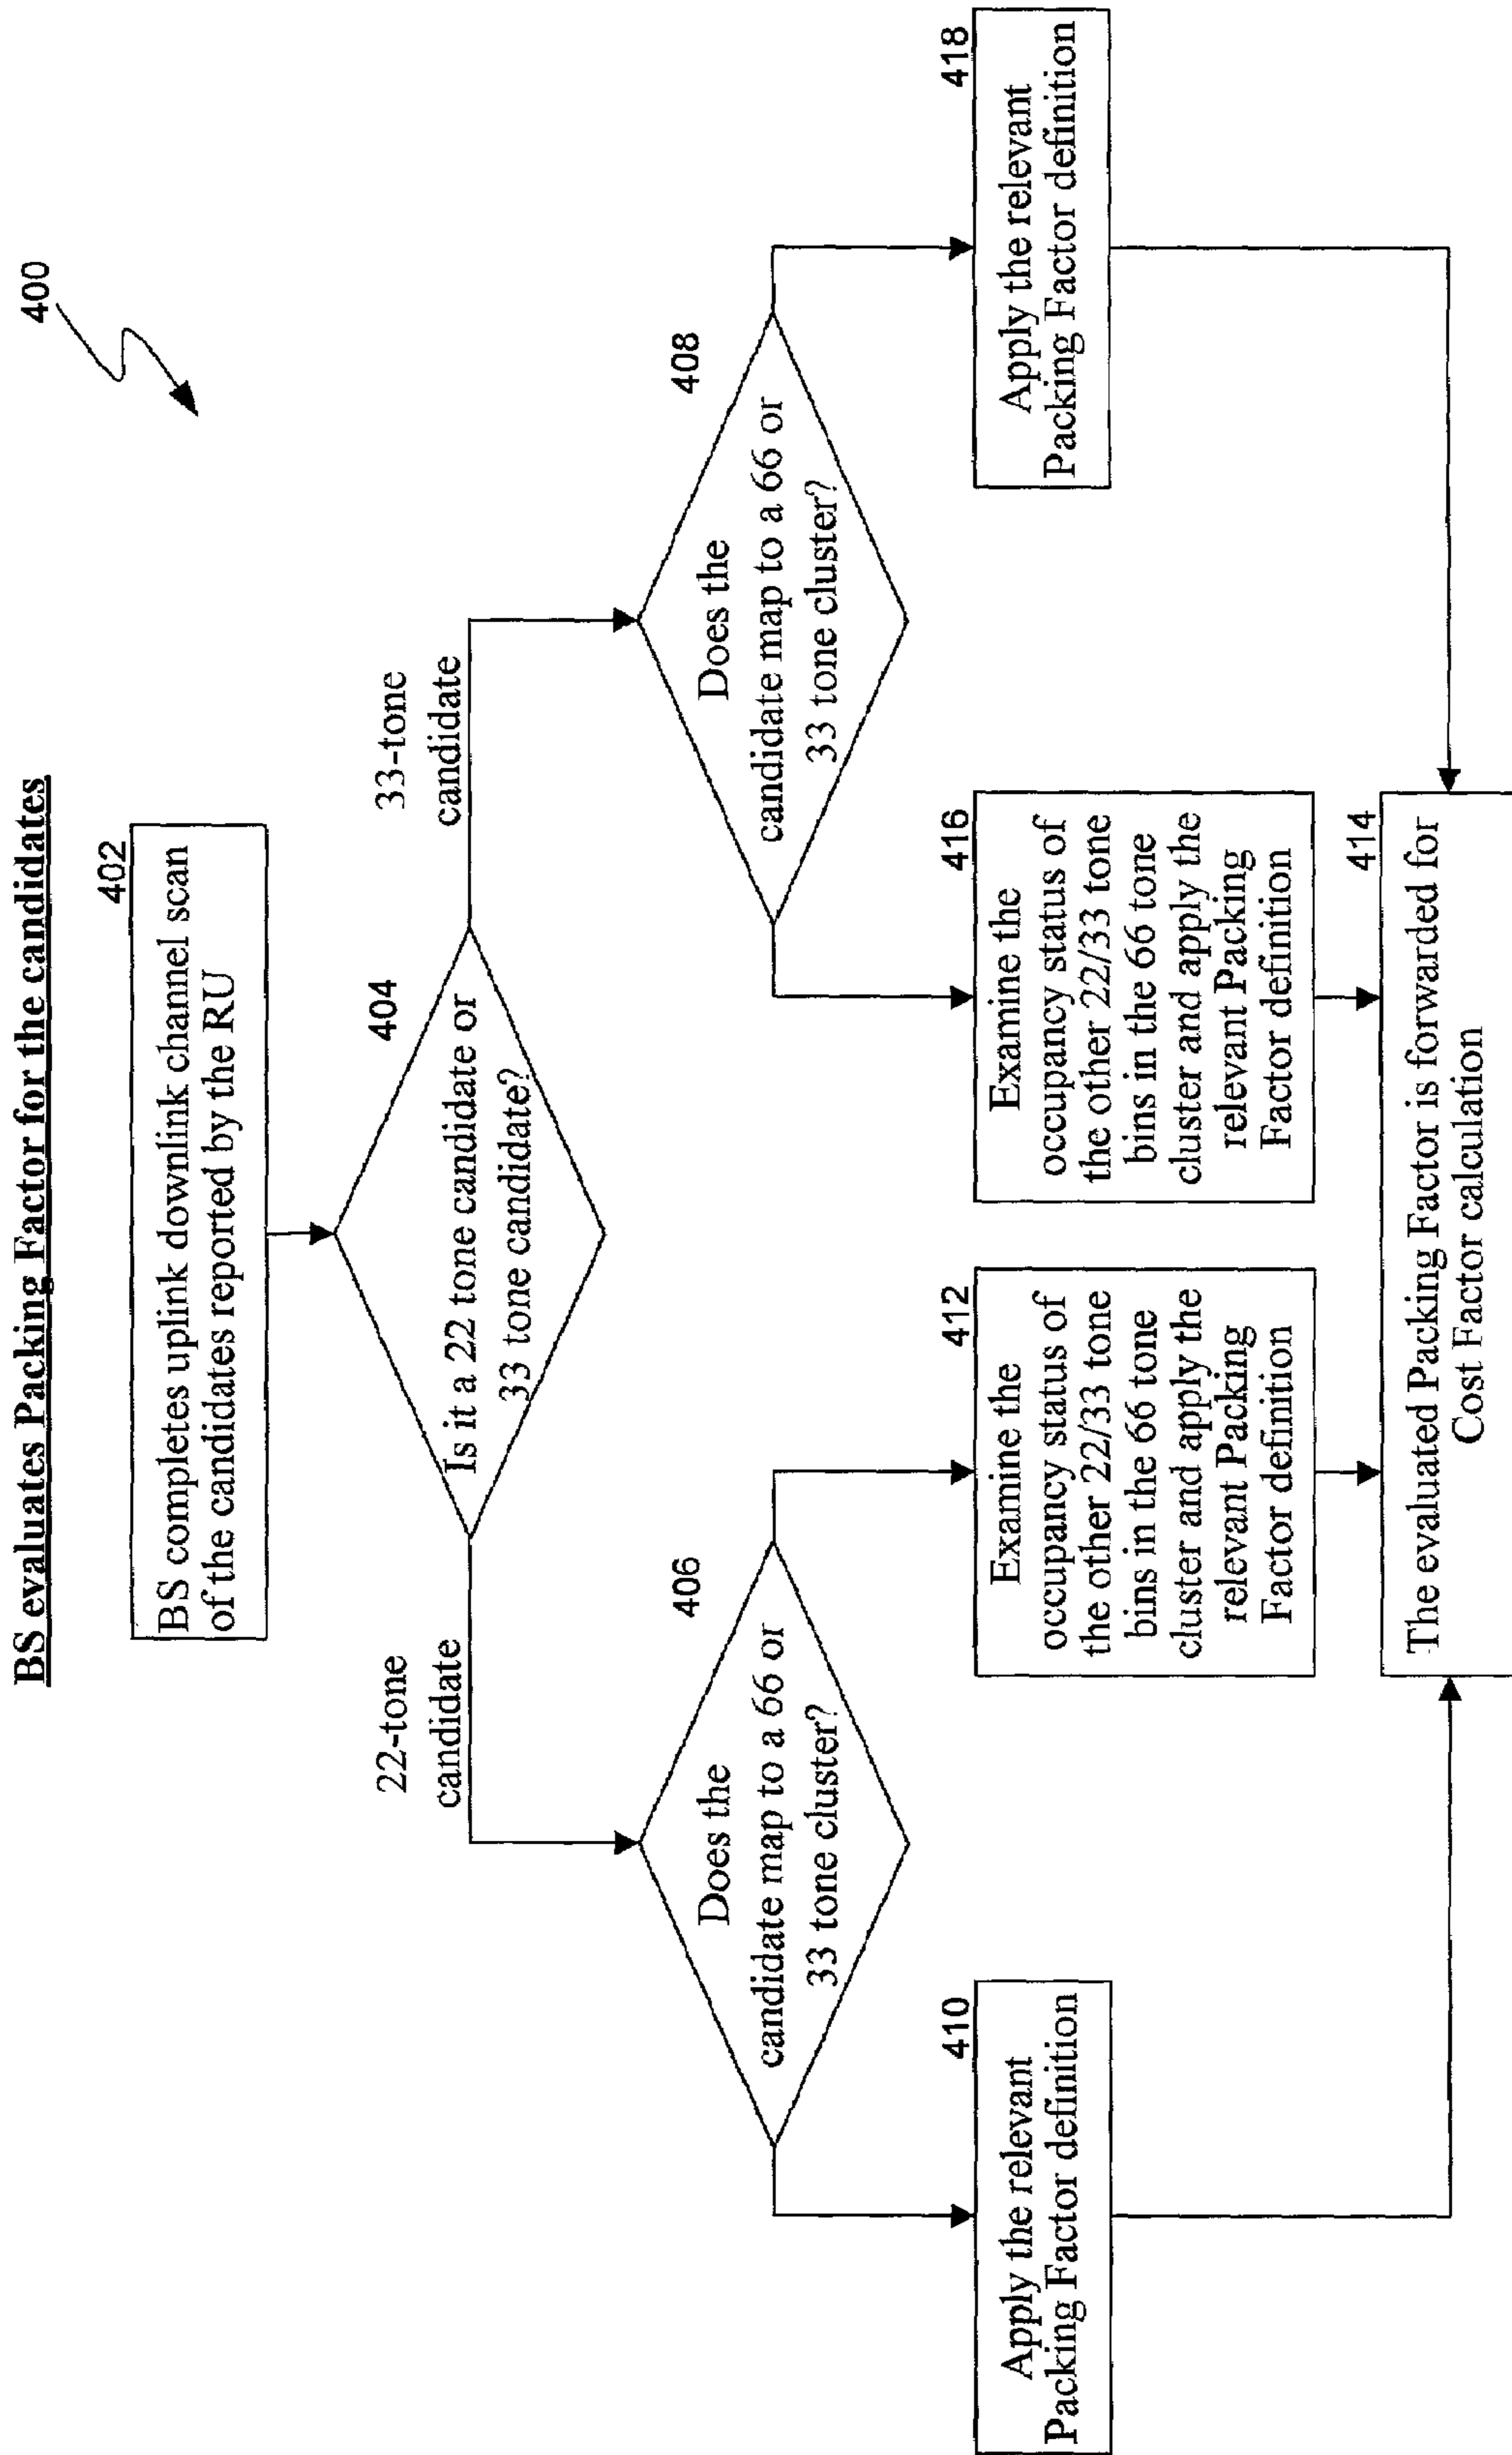 BS evaluates Packing Factor for the candidates
400
402
BS completes uplink downlink channel scan
of the candidates reported by the RU
404
Is it a 22 tone candidate or
33 tone candidate?
22-tone
candidate
33-tone
candidate
406
Does the
candidate map to a 66 or
33 tone cluster?
408
Does the
candidate map to a 66 or
33 tone cluster?
410
Apply the relevant
Packing Factor definition
412
Examine the
occupancy status of
the other 22/33 tone
bins in the 66 tone
cluster and apply the
relevant Packing
Factor definition
416
Examine the
occupancy status of
the other 22/33 tone
bins in the 66 tone
cluster and apply the
relevant Packing
Factor definition
418
Apply the relevant
Packing Factor definition
414
The evaluated Packing Factor is forwarded for
Cost Factor calculation